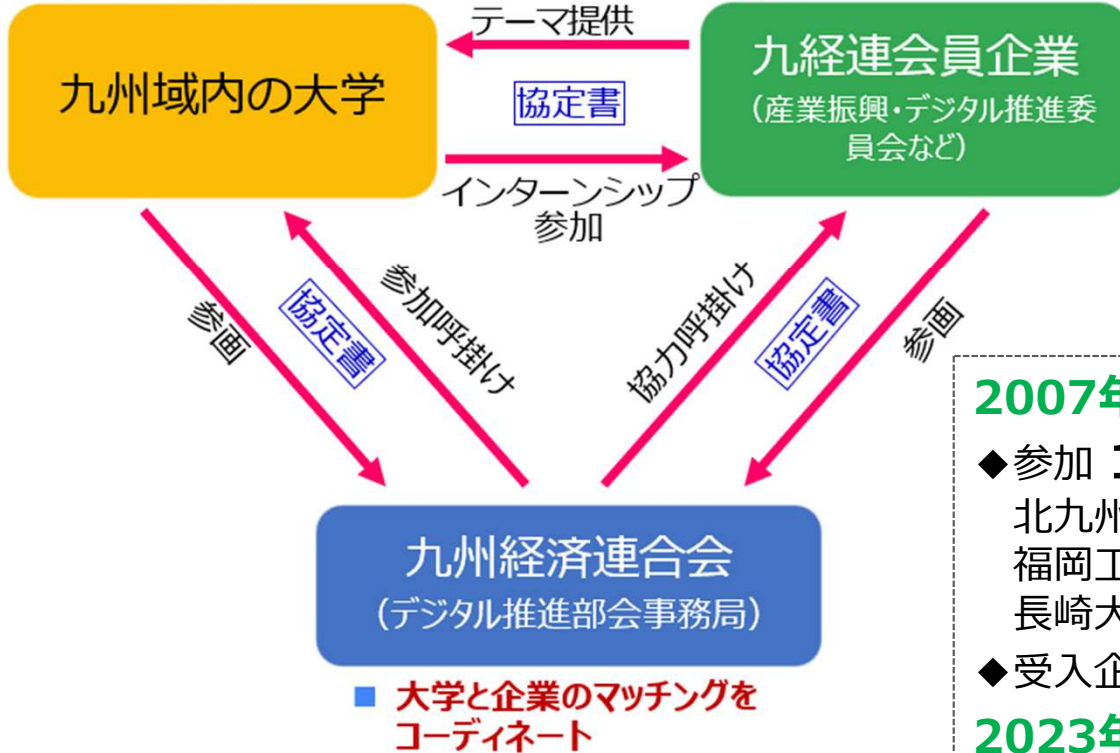 テーマ提供
九州域内の大学
協定書
九経連会員企業
（産業振興・デジタル推進委
員会など）
インターンシップ
参加
参画
協定書
参加呼掛け
協力呼掛け
協定書
参画
九州経済連合会
（デジタル推進部会事務局）
■ 大学と企業のマッチングを
コーディネート
2007年
◆参加
北九州
福岡工
長崎大
◆受入企
2023年